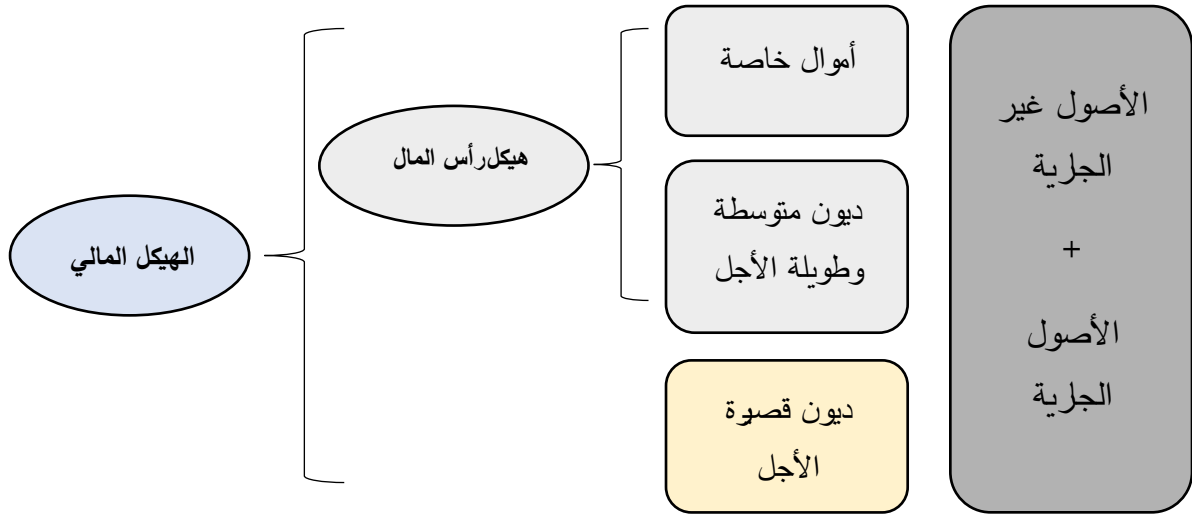 الأصول غير
الجارية
+
الأصول
الجارية
أموال خاصة
ديون متوسطة
وطويلة الأجل
ديون قصيرة
الأجل
هيكل رأس المال
الهيكل المالي